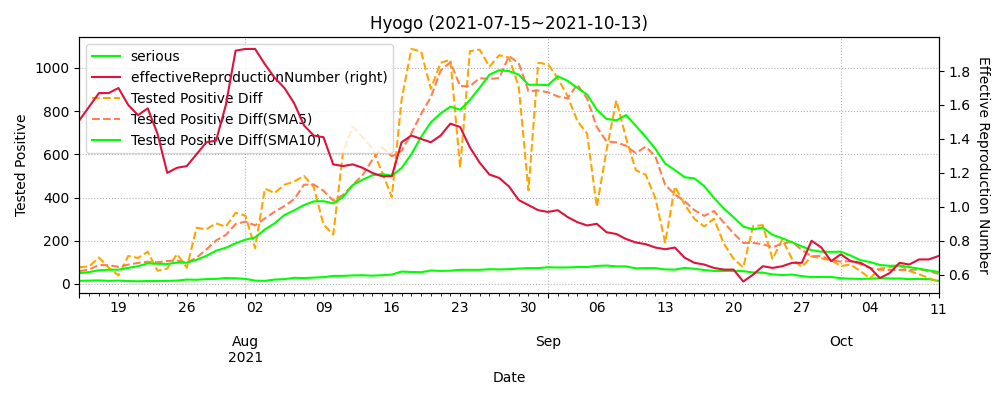 Hyogo (2021-07-15~2021-10-13)
serious
effectiveReproductionNumber (right)
Tested Positive Diff
Tested Positive Diff(SMA5)
Tested Positive Diff(SMA10)
Tested Positive
1000
800
600
400
200
0
1.8
1.6
1.4
1.2
1.0
0.8
0.6
Effective Reproduction Number
19 26 02 09 16 23 30 06 13 20 27 04 11
Aug Sep Oct
2021
Date